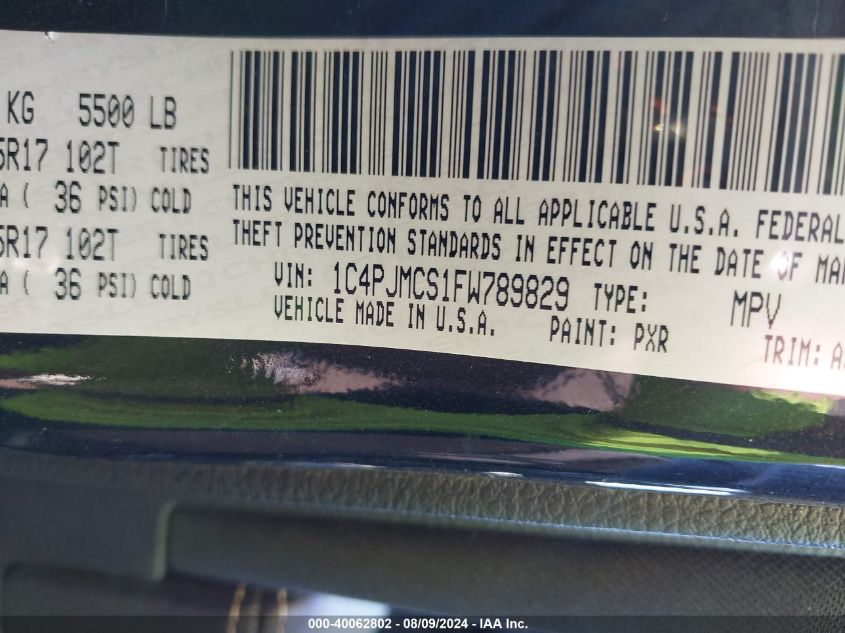 KG 5500 LB
5R17 102T TIRES
A ( 36 PSI) COLD
5R17 102T TIRES
A ( 36 PSI) COLD
THIS VEHICLE CONFORMS TO ALL APPLICABLE U.S.A. FEDERAL
THEFT PREVENTION STANDARDS IN EFFECT ON THE DATE OF MAN
VIN: 1C4PJMCS1FW789829 TYPE: MPV
VEHICLE MADE IN U.S.A. PAINT: PXR TRIM: A
000-40062802 - 08/09/2024 - IAA Inc.